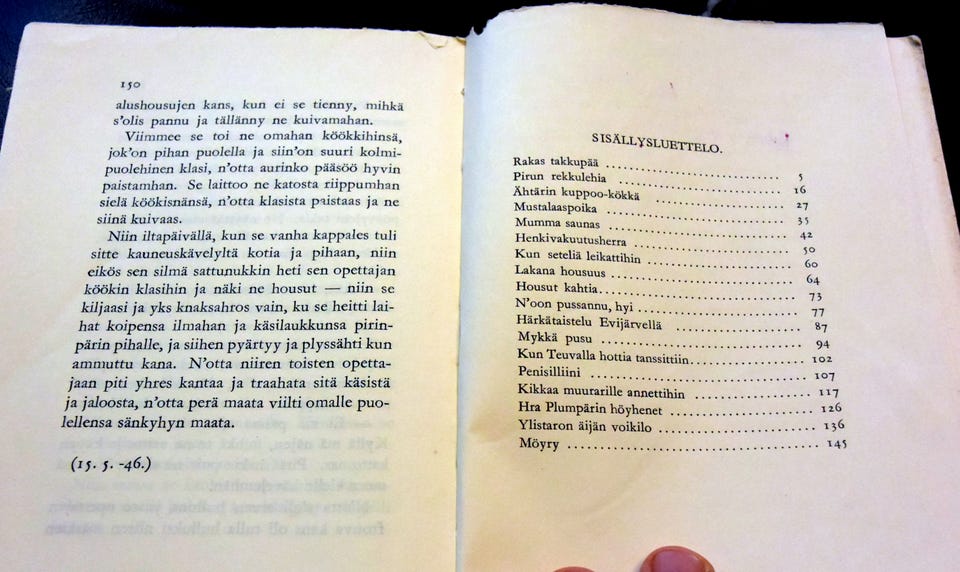 150
alushousujen kans, kun ei se tienny, mihkä
s'olis pannu ja tällänny ne kuivamahan.
Viimmee se toi ne omahan köökkihinsä,
jok'on pihan puolella ja siin'on suuri kolmi-
puolehinen klasi, n'otta aurinko pääsöö hyvin
paistamhan. Se laittoo ne katosta riippumhan
sielä köökisnänsä, n'otta klasista paistaas ja ne
siinä kuivaas.
Niin iltapäivällä, kun se vanha kappales tuli
sitte kauneuskävelyltä kotia ja pihaan, niin
eikös sen silmä sattunukkin heti sen opettajan
köökin klasihin ja näki ne housut — niin se
kiljaasi ja yks knaksahros vain, ku se heitti lai-
hat koipensa ilmahan ja käsilaukkunsa pirin-
pärin pihalle, ja siihen pyärtyy ja plyssähti kun
ammuttu kana. N'otta niiren toisten opetta-
jaan piti yhres kantaa ja traahata sitä käsistä
ja jaloosta, n'otta perä maata viilti omalle puo-
lellensa sänkyhyn maata.
(15. 5. -46.)
SISÄLLYSLUETTELO.
Rakas takkupää 5
Pirun rekkulehia 16
Ähtärin kuppoo-kökkä 27
Mustalaaspoika 35
Mumma saunas 42
Henkivakuutusherra 50
Kun seteliä leikattihin 60
Lakana housuus 64
Housut kahtia 73
N'oon pussannu, hyi 77
Härkätaistelu Evijärvellä 87
Mykkä pusu 94
Kun Teuvalla hottia tanssittiin 102
Penisilliini 107
Kikkaa muurarille annettihin 117
Hra Plumpärin höyhenet 126
Ylistaron äijän voikilo 136
Möyry 145